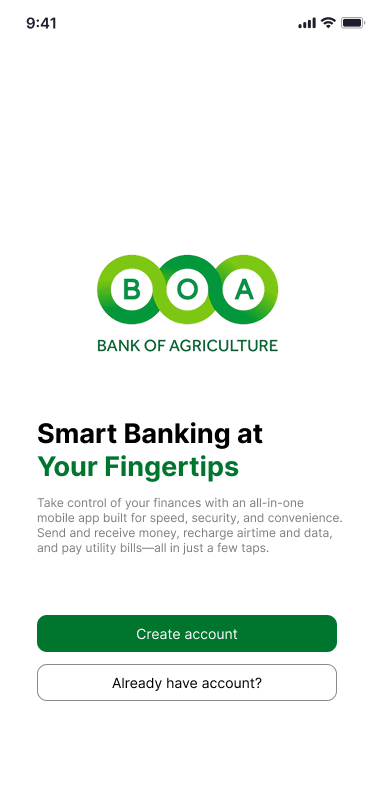 9:41
B O A
BANK OF AGRICULTURE
Smart Banking at
Your Fingertips
Take control of your finances with an all-in-one
mobile app built for speed, security, and convenience.
Send and receive money, recharge airtime and data,
and pay utility bills—all in just a few taps.
Create account
Already have account?